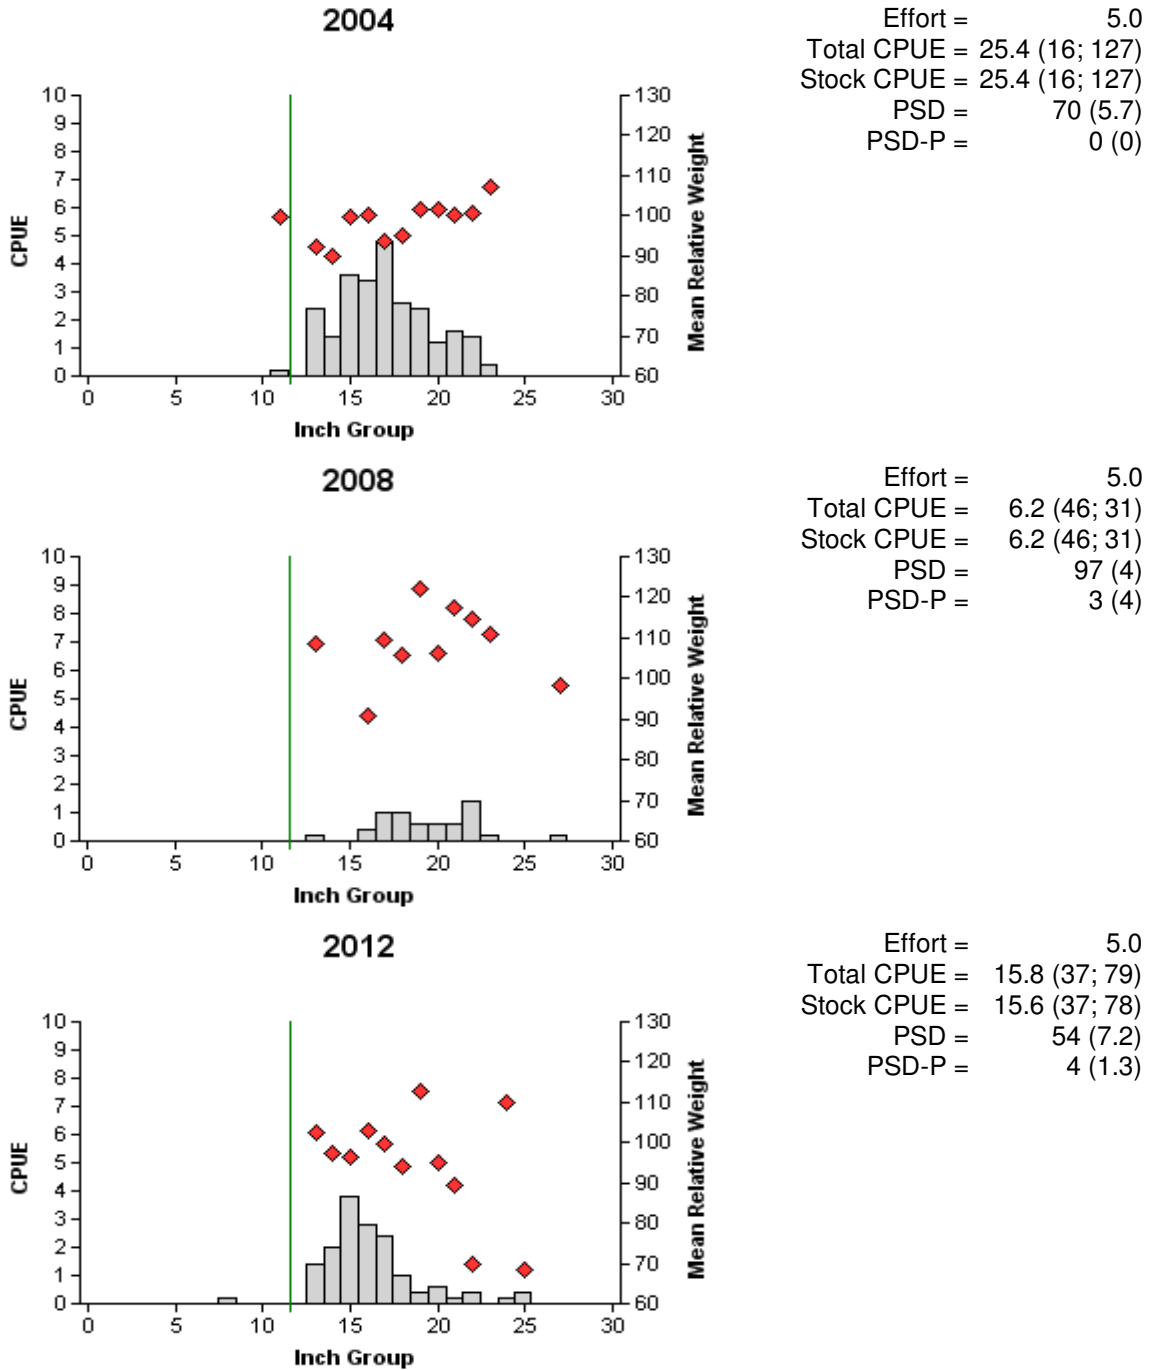 2004
Effort = 5.0
Total CPUE = 25.4 (16; 127)
Stock CPUE = 25.4 (16; 127)
PSD = 70 (5.7)
PSD-P = 0 (0)
10 130
9
8 120
7 110
6 100
5
4 90
3 80
2 70
1
0 60
CPUE
Mean Relative Weight
0 5 10 15 20 25 30
Inch Group
2008
Effort = 5.0
Total CPUE = 6.2 (46; 31)
Stock CPUE = 6.2 (46; 31)
PSD = 97 (4)
PSD-P = 3 (4)
10 130
9
8 120
7 110
6 100
5
4 90
3 80
2 70
1
0 60
CPUE
Mean Relative Weight
0 5 10 15 20 25 30
Inch Group
2012
Effort = 5.0
Total CPUE = 15.8 (37; 79)
Stock CPUE = 15.6 (37; 78)
PSD = 54 (7.2)
PSD-P = 4 (1.3)
10 130
9
8 120
7 110
6 100
5
4 90
3 80
2 70
1
0 60
CPUE
Mean Relative Weight
0 5 10 15 20 25 30
Inch Group